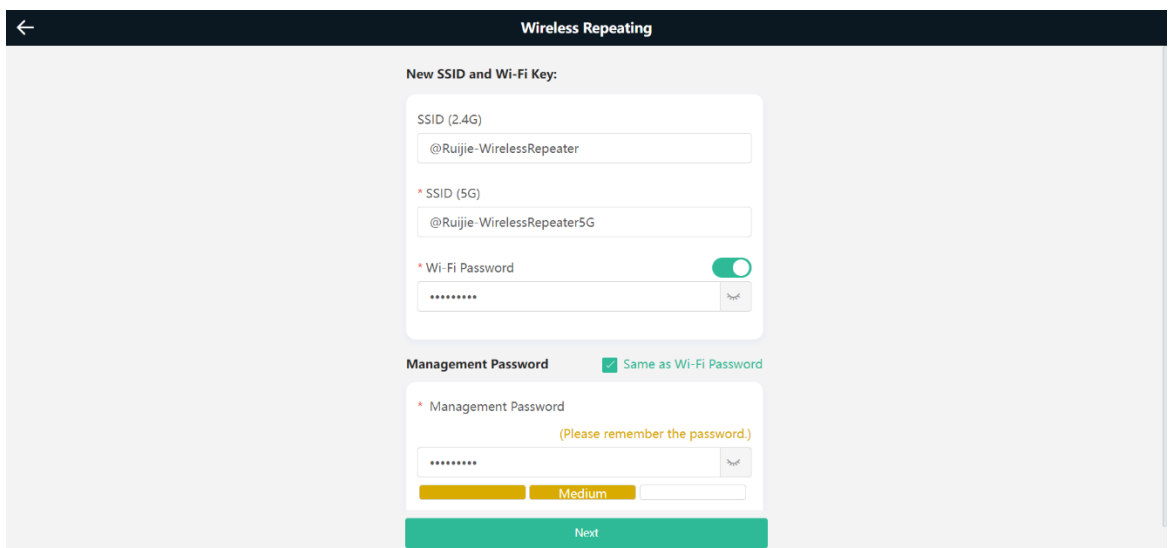 Wireless Repeating
New SSID and Wi-Fi Key:
SSID (2.4G)
@Ruijie-WirelessRepeater
* SSID (5G)
@Ruijie-WirelessRepeater5G
* Wi-Fi Password
•••••••••
Management Password Same as Wi-Fi Password
* Management Password
(Please remember the password.)
•••••••••
Medium
Next